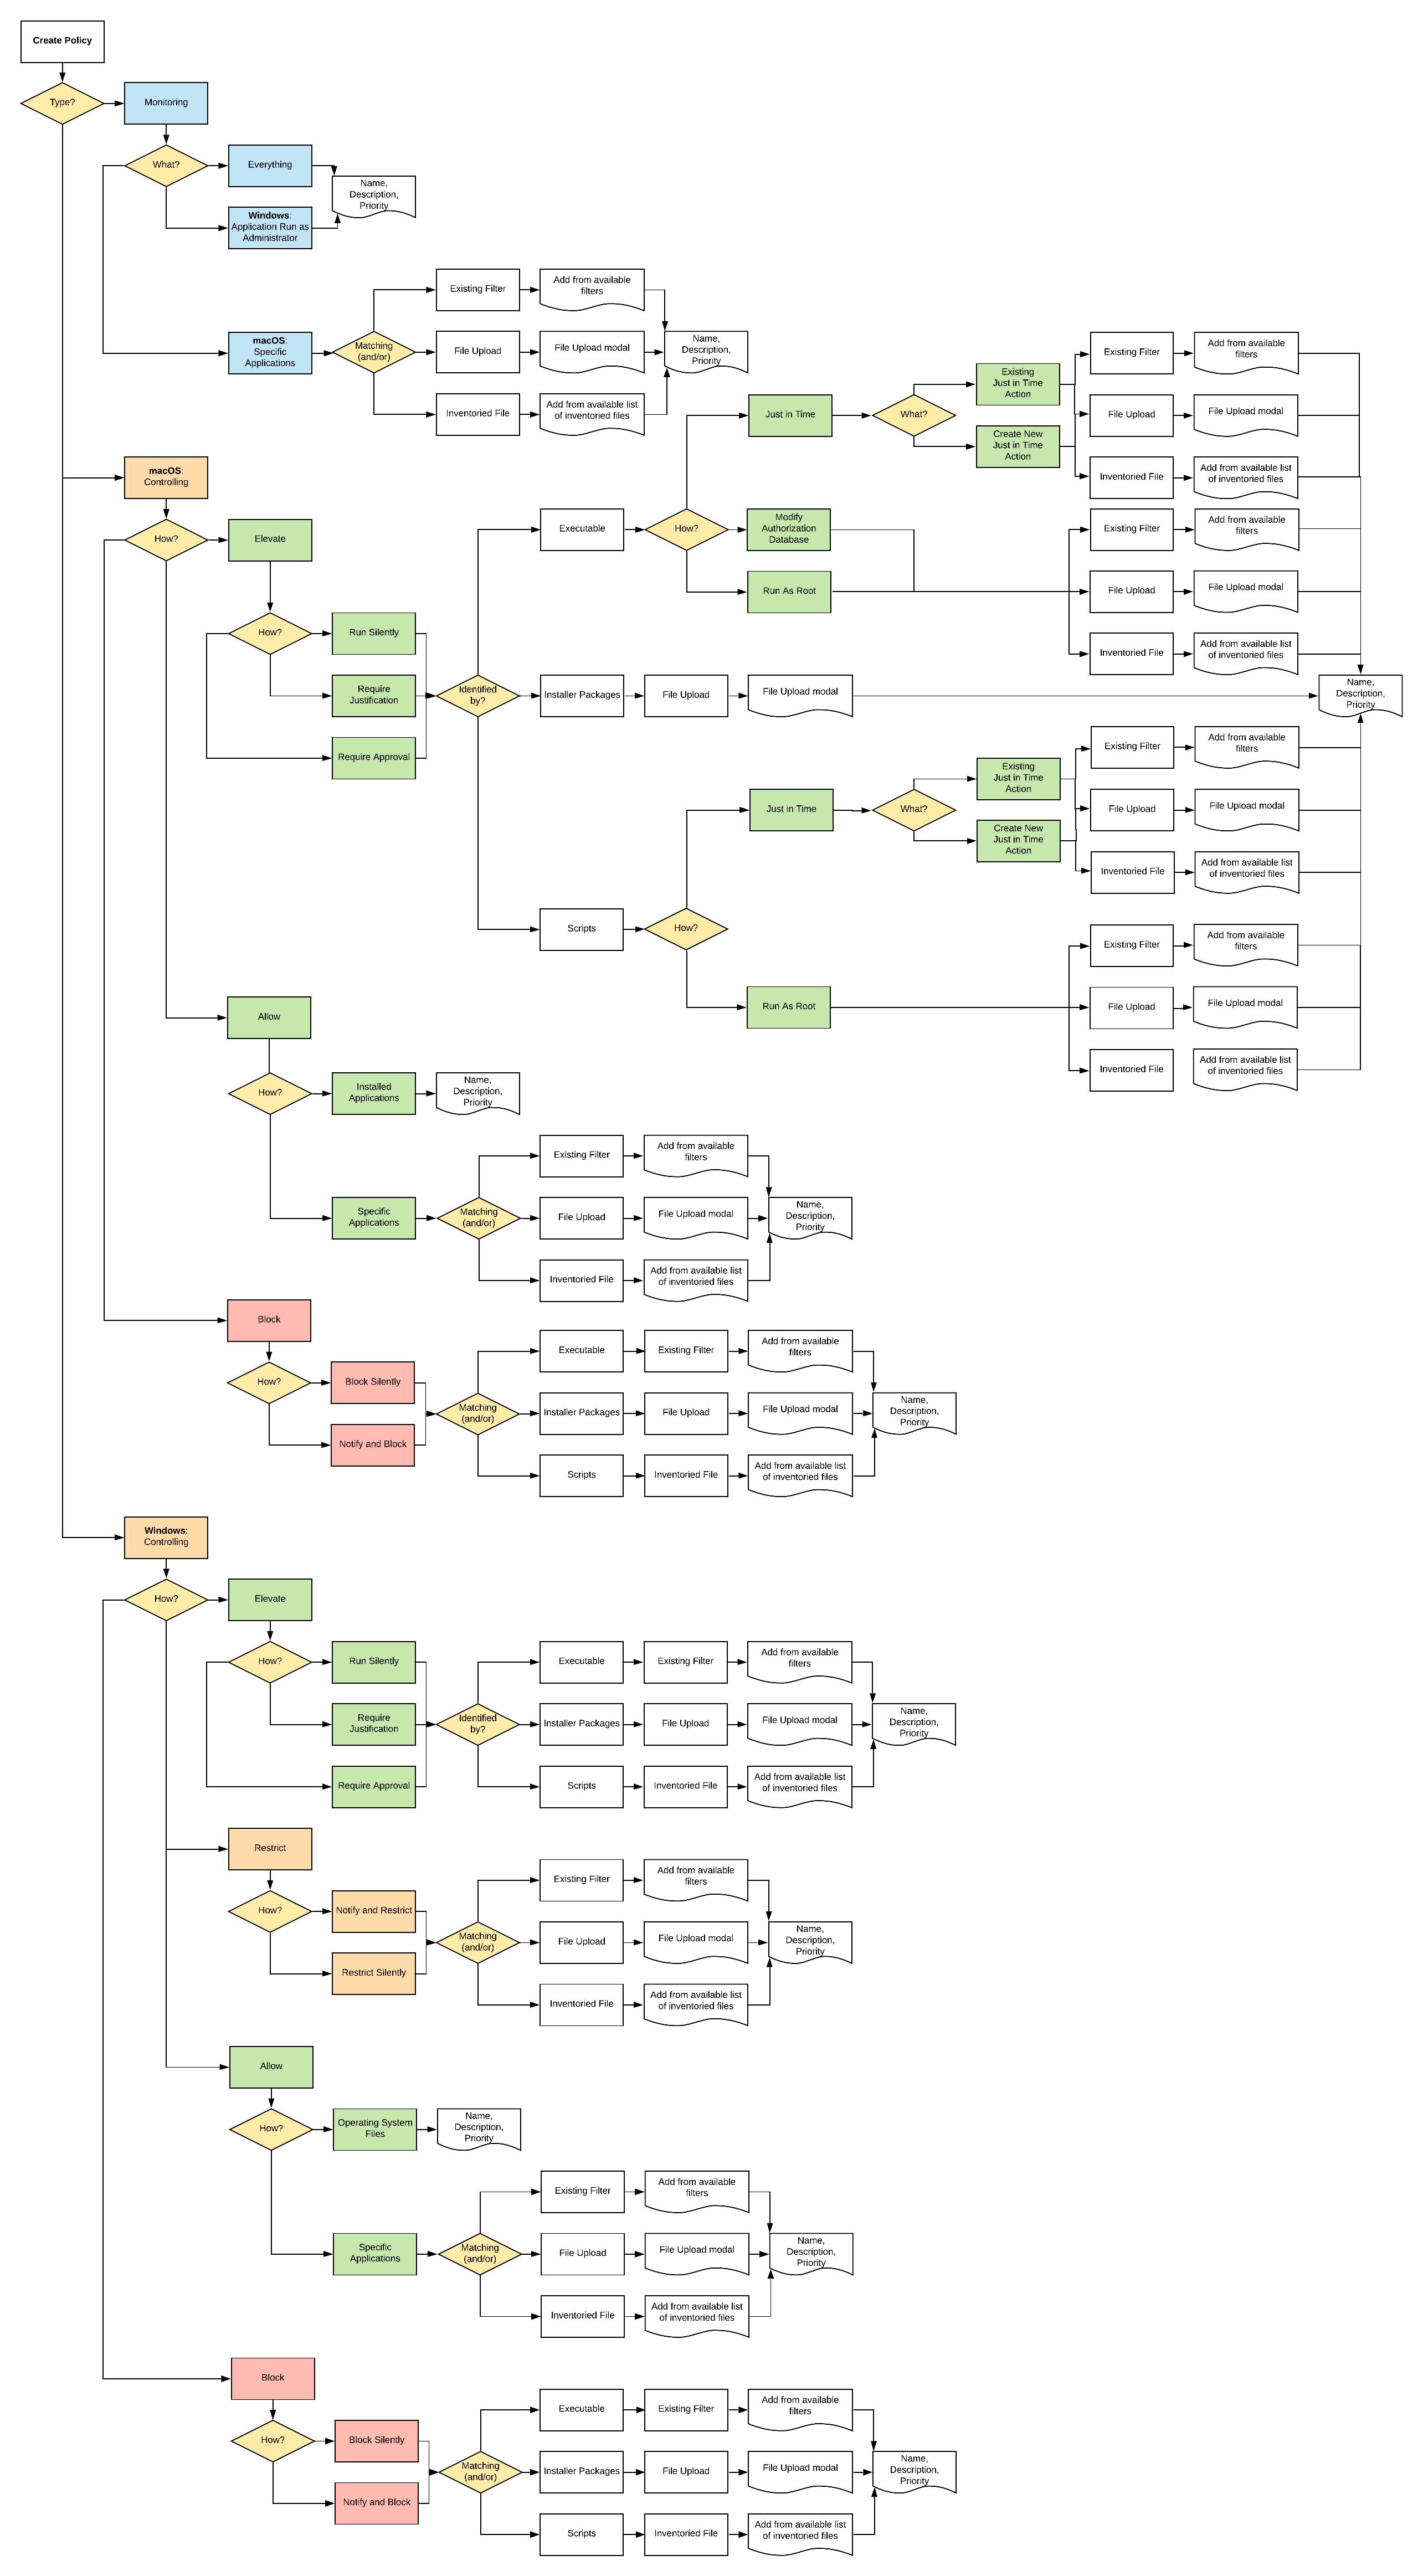 Create Policy
Type?
Monitoring
What?
Everything
Name,
Description,
Priority
Windows:
Application Run as
Administrator
Existing Filter
Add from available
filters
macOS:
Specific
Applications
Matching
(and/or)
File Upload
File Upload modal
Name,
Description,
Priority
Inventoried File
Add from available list
of inventoried files
Existing Filter
Add from available
filters
Existing
Just in Time
Action
Just in Time
What?
File Upload
File Upload modal
Create New
Just in Time
Action
Inventoried File
Add from available list
of inventoried files
macOS:
Controlling
How?
Elevate
Executable
How?
Modify
Authorization
Database
Existing Filter
Add from available
filters
Run As Root
File Upload
File Upload modal
How?
Run Silently
Inventoried File
Add from available list
of inventoried files
Require
Justification
Identified
by?
Installer Packages
File Upload
File Upload modal
Name,
Description,
Priority
Require Approval
Existing Filter
Add from available
filters
Existing
Just in Time
Action
Just in Time
What?
File Upload
File Upload modal
Create New
Just in Time
Action
Inventoried File
Add from available list
of inventoried files
Scripts
How?
Existing Filter
Add from available
filters
Run As Root
File Upload
File Upload modal
Inventoried File
Add from available list
of inventoried files
Allow
How?
Installed
Applications
Name,
Description,
Priority
Existing Filter
Add from available
filters
Specific
Applications
Matching
(and/or)
File Upload
File Upload modal
Name,
Description,
Priority
Inventoried File
Add from available list
of inventoried files
Block
How?
Block Silently
Executable
Existing Filter
Add from available
filters
Matching
(and/or)
Installer Packages
File Upload
File Upload modal
Name,
Description,
Priority
Notify and Block
Scripts
Inventoried File
Add from available list
of inventoried files
Windows:
Controlling
How?
Elevate
How?
Run Silently
Executable
Existing Filter
Add from available
filters
Require
Justification
Identified
by?
Installer Packages
File Upload
File Upload modal
Name,
Description,
Priority
Require Approval
Scripts
Inventoried File
Add from available list
of inventoried files
Restrict
How?
Notify and Restrict
Existing Filter
Add from available
filters
Matching
(and/or)
File Upload
File Upload modal
Name,
Description,
Priority
Restrict Silently
Inventoried File
Add from available list
of inventoried files
Allow
How?
Operating System
Files
Name,
Description,
Priority
Existing Filter
Add from available
filters
Specific
Applications
Matching
(and/or)
File Upload
File Upload modal
Name,
Description,
Priority
Inventoried File
Add from available list
of inventoried files
Block
How?
Block Silently
Executable
Existing Filter
Add from available
filters
Matching
(and/or)
Installer Packages
File Upload
File Upload modal
Name,
Description,
Priority
Notify and Block
Scripts
Inventoried File
Add from available list
of inventoried files